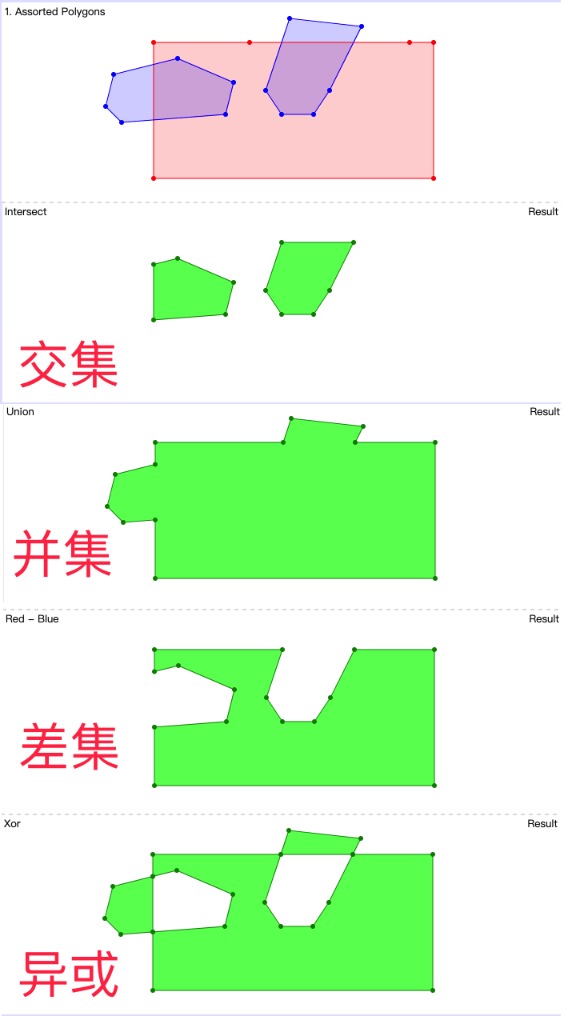 1. Assorted Polygons
Intersect Result
交集
Union Result
并集
Red - Blue Result
差集
Xor Result
异或